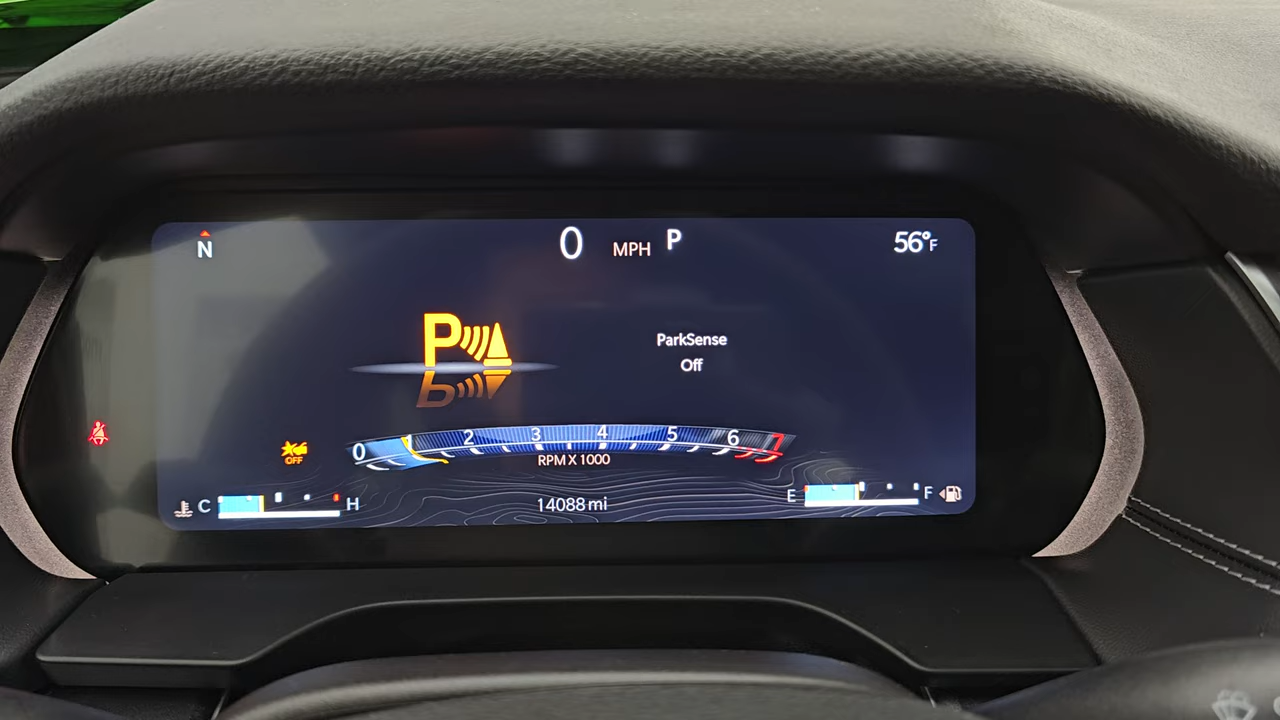 N
0 MPH P
56°F
P
ParkSense
Off
OFF
0 1 2 3 4 5 6 7
RPM X 1000
C H
14088 mi
E F